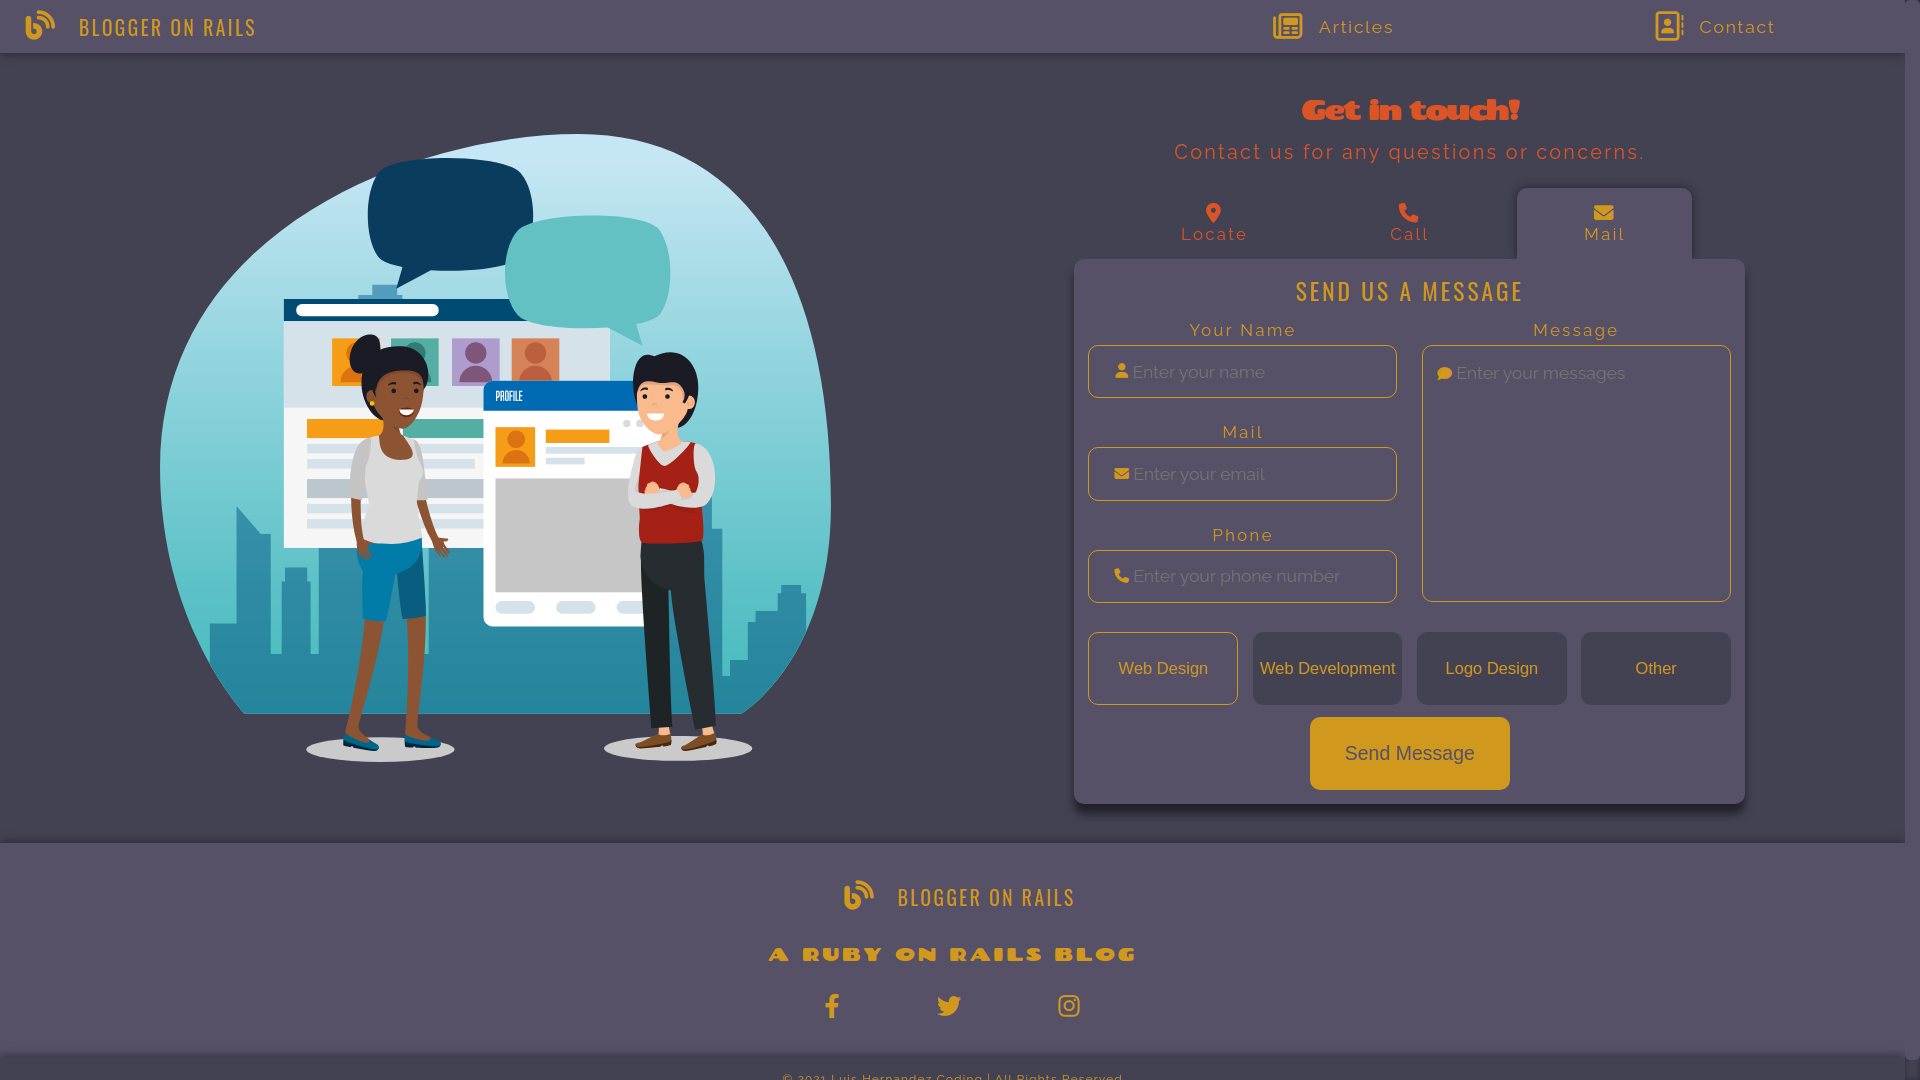 BLOGGER ON RAILS
Articles
Contact
Get in touch!
Contact us for any questions or concerns.
Locate
Call
Mail
SEND US A MESSAGE
Your Name
Enter your name
Mail
Enter your email
Phone
Enter your phone number
Message
Enter your messages
Web Design
Web Development
Logo Design
Other
Send Message
PROFILE
BLOGGER ON RAILS
A RUBY ON RAILS BLOG
© 2021 Luis Hernandez Coding | All Rights Reserved